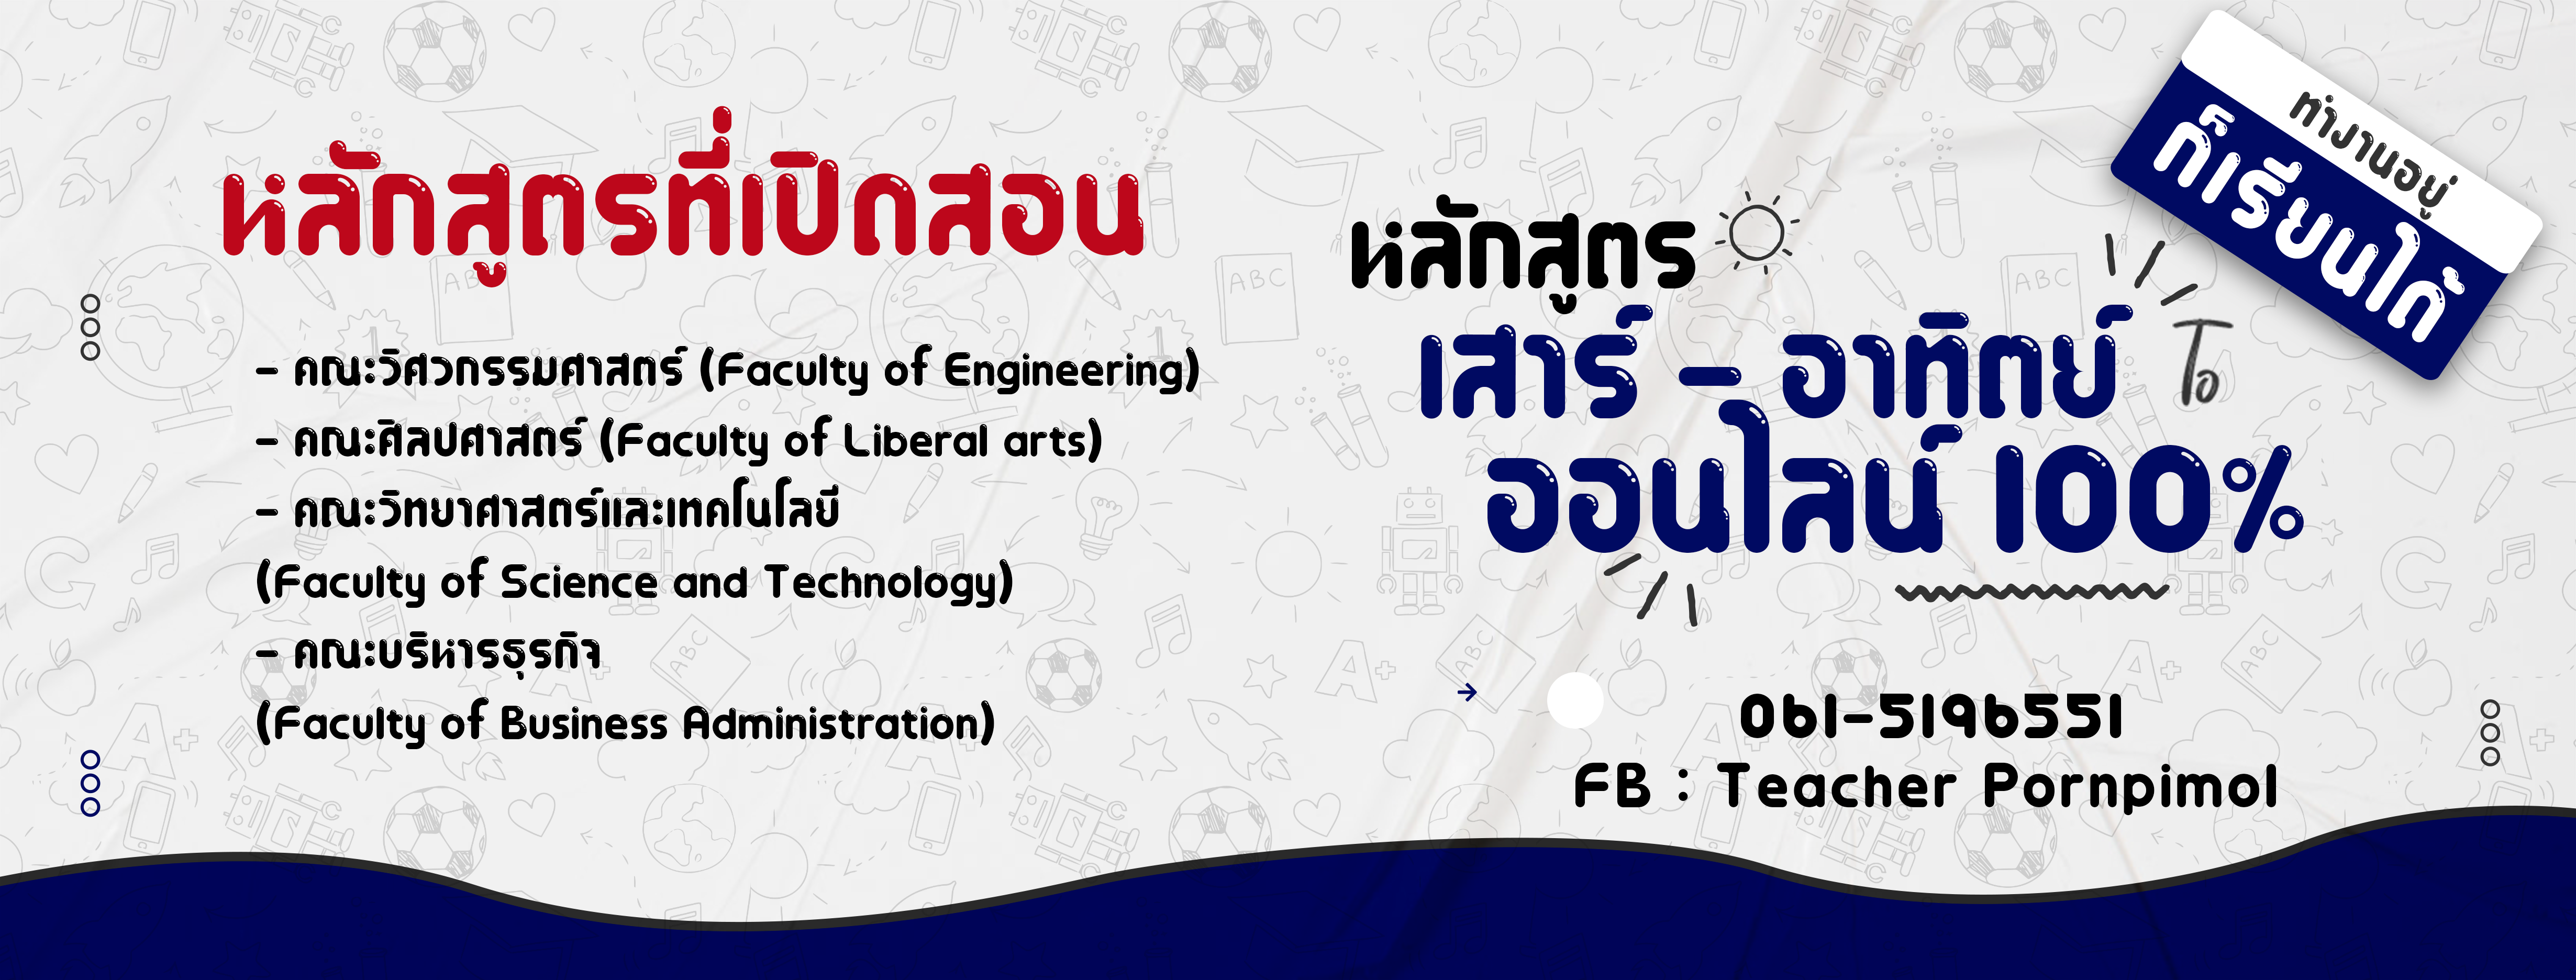 หลักสูตรที่เปิดสอน
- คณะวิศวกรรมศาสตร์ (Faculty of Engineering)
- คณะศิลปศาสตร์ (Faculty of Liberal arts)
- คณะวิทยาศาสตร์และเทคโนโลยี
(Faculty of Science and Technology)
- คณะบริหารธุรกิจ
(Faculty of Business Administration)
ทำงานอยู่
ก็เรียนได้
หลักสูตร
เสาร์ - อาทิตย์
ออนไลน์ 100%
061-5196551
FB : Teacher Pornpimol